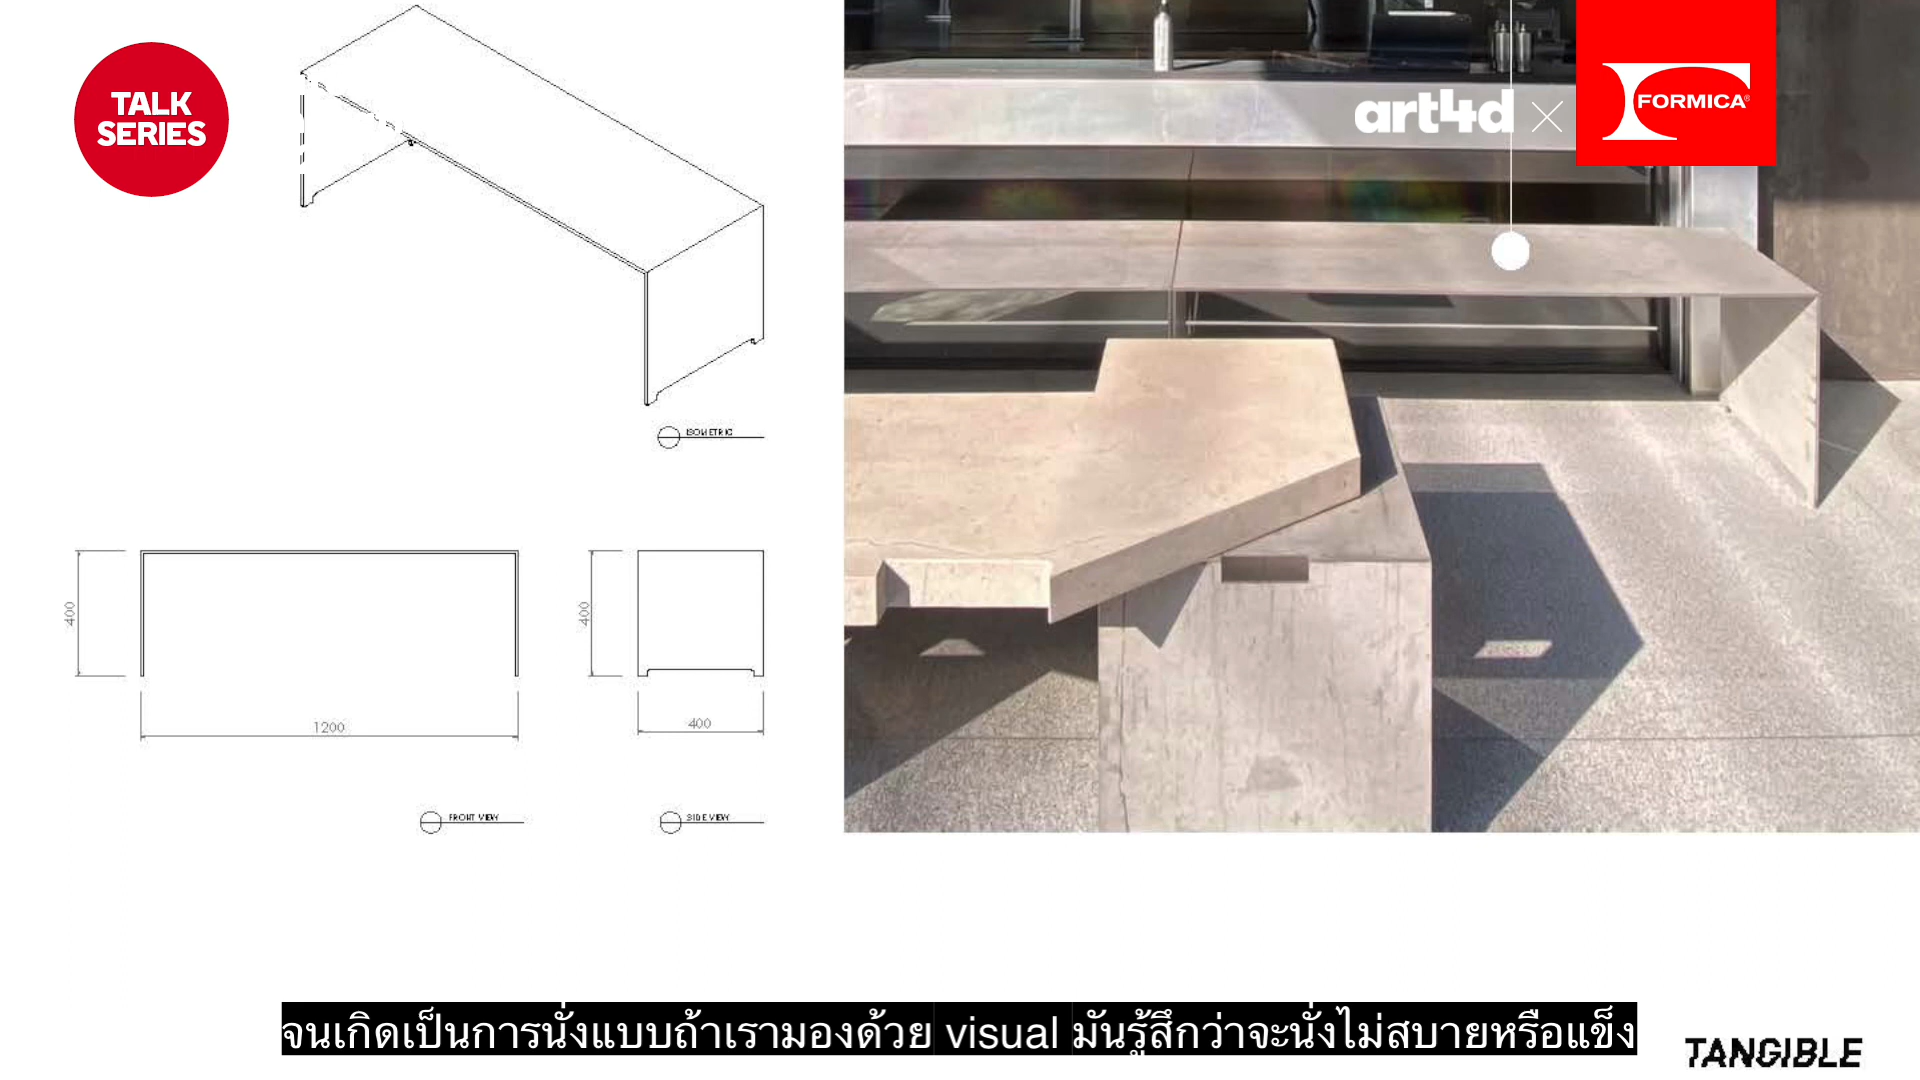 TALK
SERIES
art4d
FORMICA®
ISOMETRIC
400
1200
400
400
FRONT VIEW
SIDE VIEW
จนเกิดเป็นการนั่งแบบถ้าเรามองด้วย visual มันรู้สึกว่าจะนั่งไม่สบายหรือแข็ง
TANGIBLE